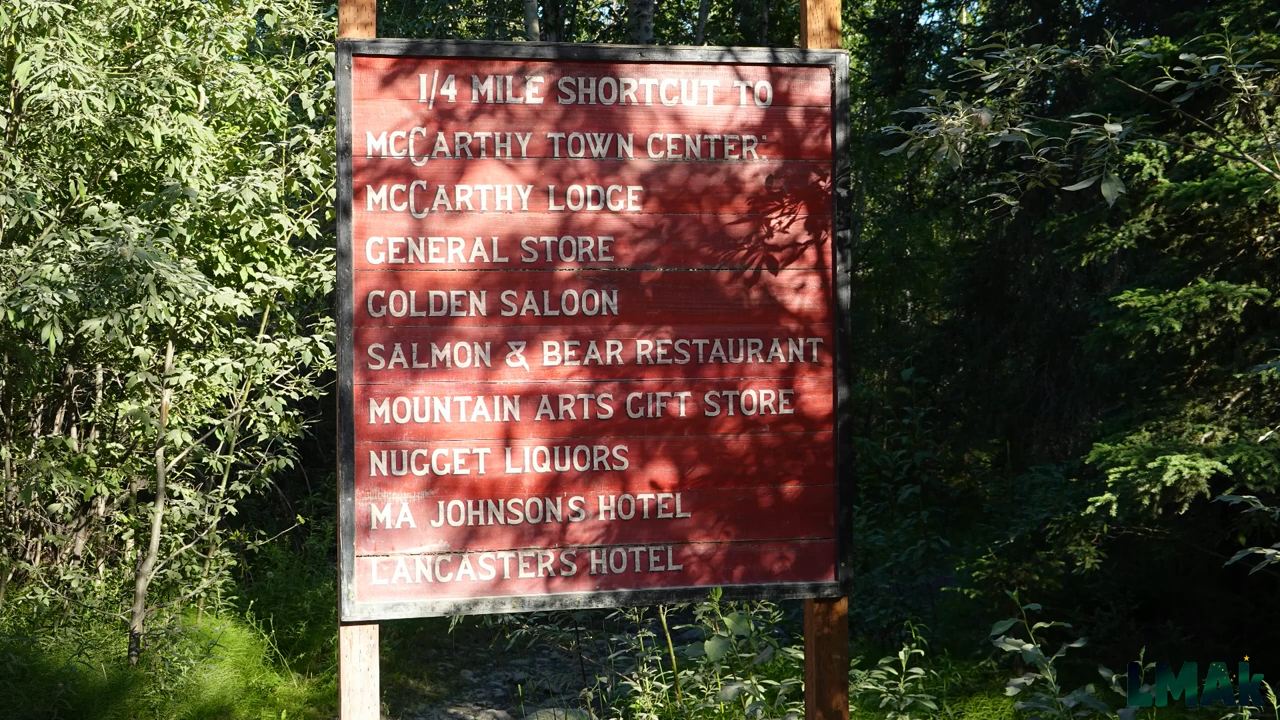 1/4 MILE SHORTCUT TO
MCCARTHY TOWN CENTER:
MCCARTHY LODGE
GENERAL STORE
GOLDEN SALOON
SALMON & BEAR RESTAURANT
MOUNTAIN ARTS GIFT STORE
NUGGET LIQUORS
MA JOHNSON'S HOTEL
LANCASTERS HOTEL
LMAk